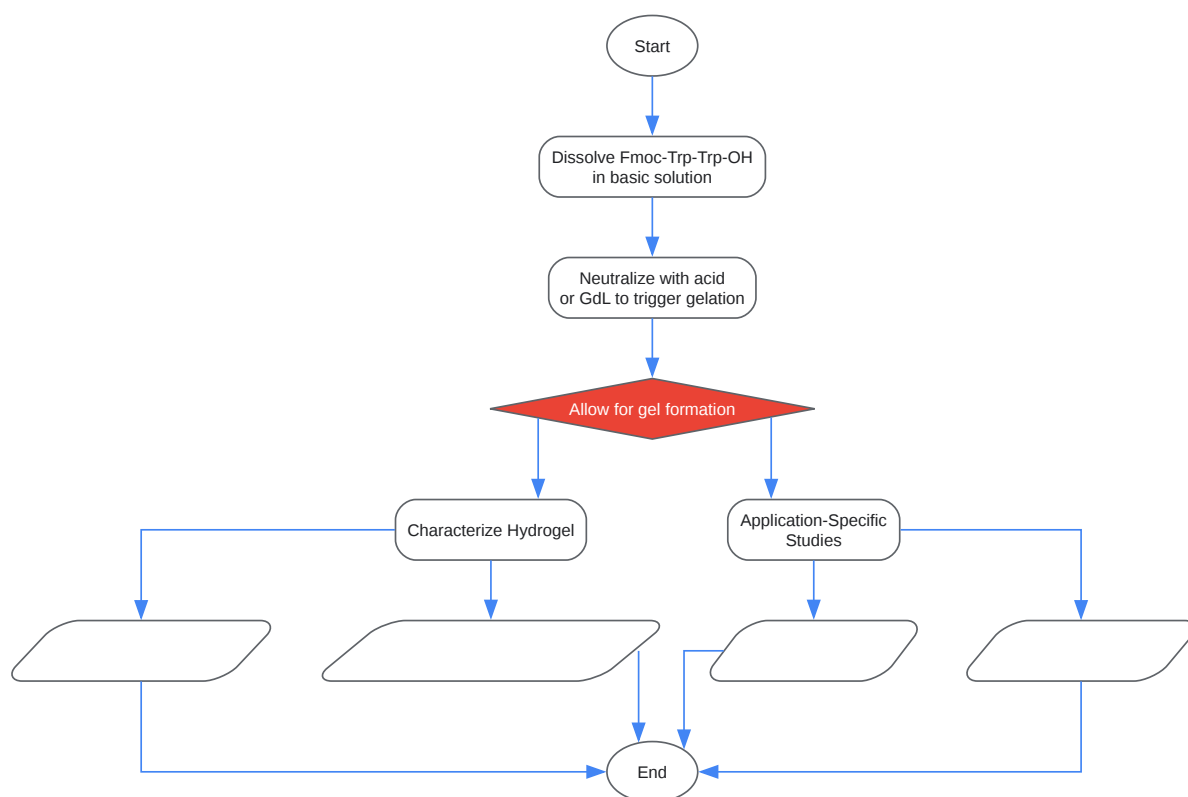 Start
Dissolve Fmoc-Trp-Trp-OH
in basic solution
Neutralize with acid
or GdL to trigger gelation
Allow for gel formation
Characterize Hydrogel
Application-Specific
Studies
End